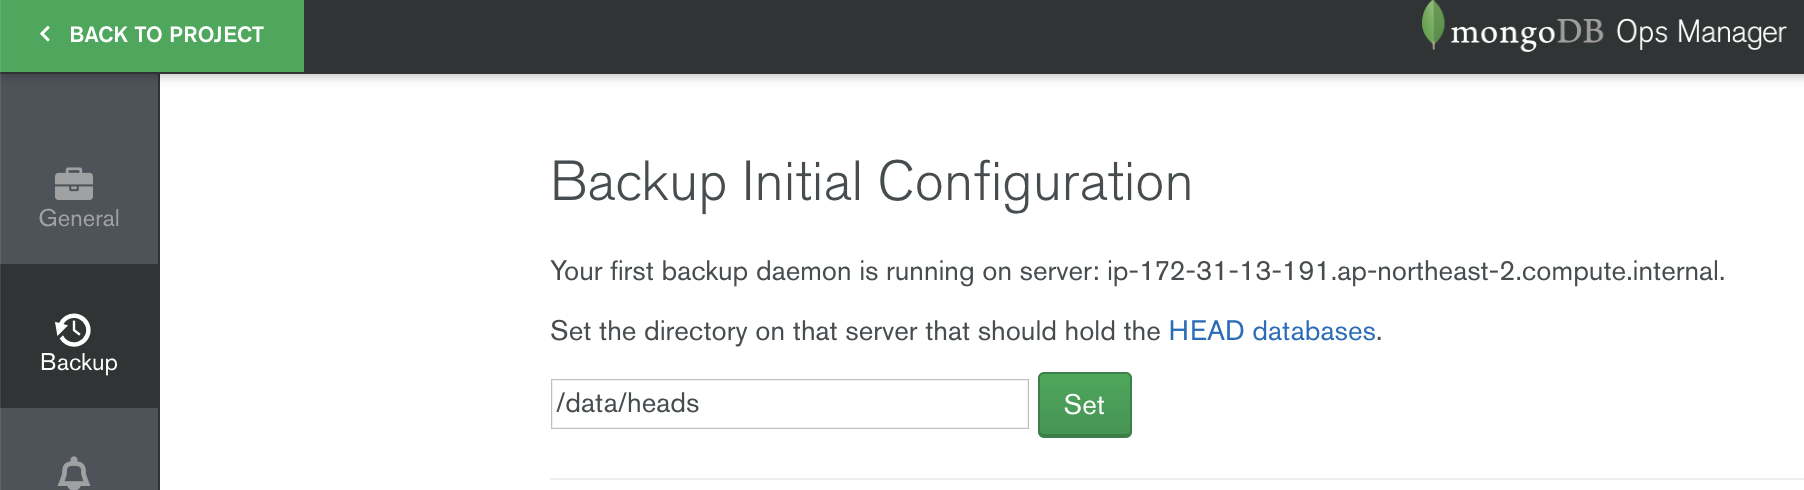 BACK TO PROJECT
mongoDB Ops Manager
General
Backup
Backup Initial Configuration
Your first backup daemon is running on server: ip-172-31-13-191.ap-northeast-2.compute.internal.
Set the directory on that server that should hold the HEAD databases.
/data/heads
Set